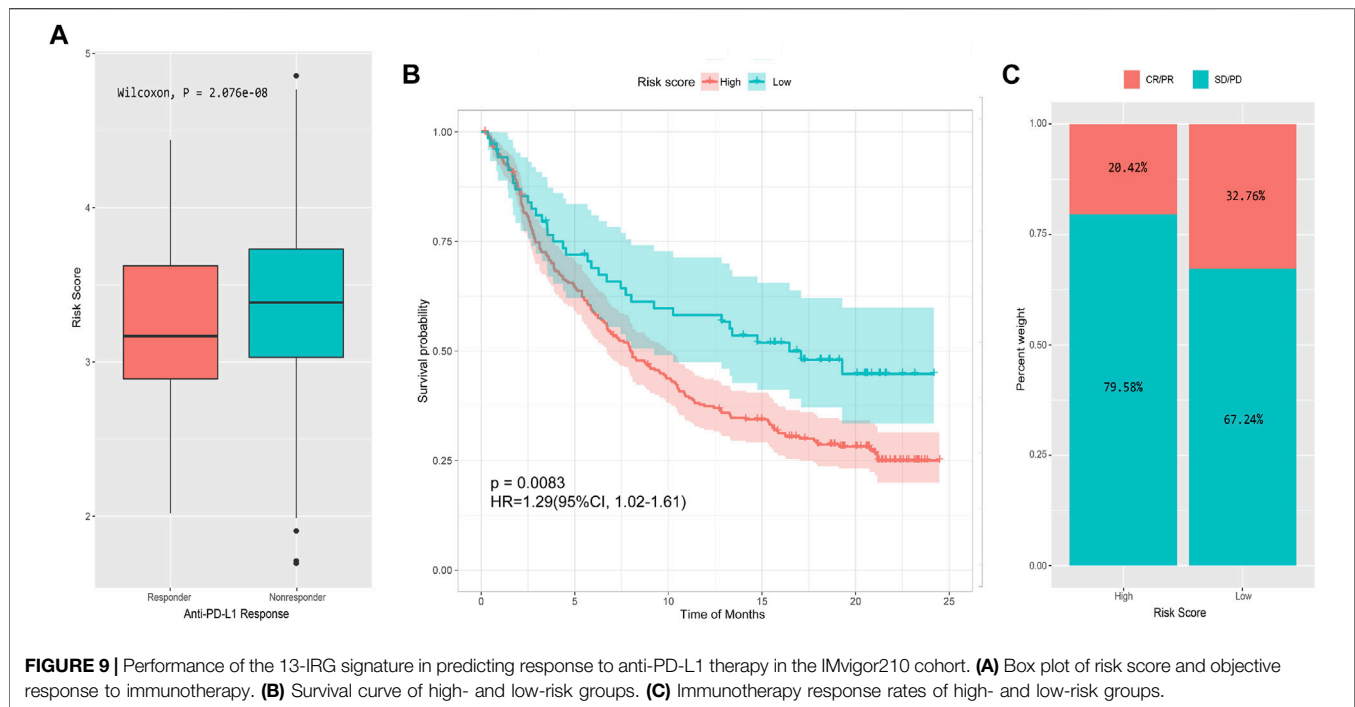 A
Wilcoxon, P = 2.076e-08
5
4
3
2
Risk Score
Responder
Nonresponder
Anti-PD-L1 Response
B
Risk score High Low
1.00
0.75
0.50
0.25
0.00
Survival probability
p = 0.0083
HR=1.29(95%CI, 1.02-1.61)
0 5 10 15 20 25
Time of Months
C
CR/PR SD/PD
1.00
0.75
0.50
0.25
0.00
Percent weight
20.42%
32.76%
79.58%
67.24%
High Low
Risk Score
FIGURE 9 | Performance of the 13-IRG signature in predicting response to anti-PD-L1 therapy in the IMvigor210 cohort. (A) Box plot of risk score and objective
response to immunotherapy. (B) Survival curve of high- and low-risk groups. (C) Immunotherapy response rates of high- and low-risk groups.